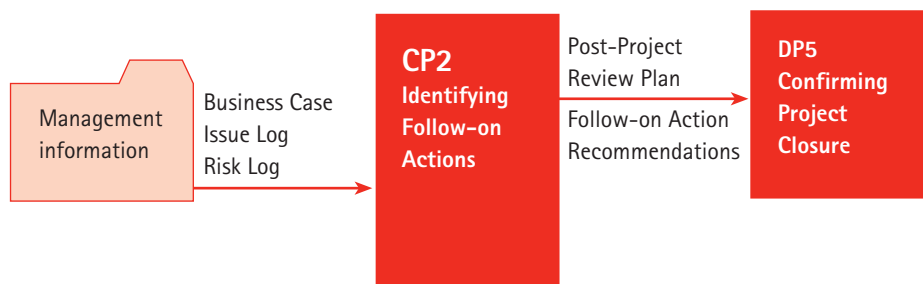 Management
information
Business Case
Issue Log
Risk Log
CP2
Identifying
Follow-on
Actions
Post-Project
Review Plan
Follow-on Action
Recommendations
DP5
Confirming
Project
Closure